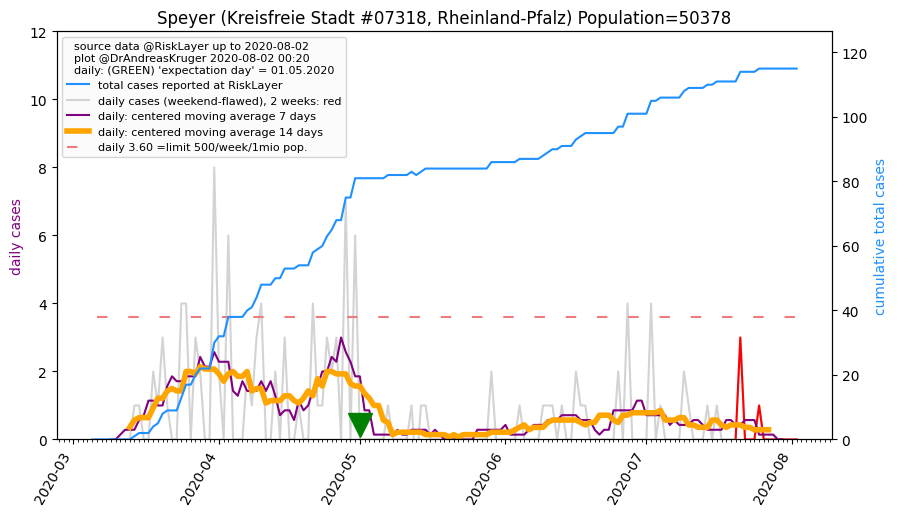 Speyer (Kreisfreie Stadt #07318, Rheinland-Pfalz) Population=50378
source data @RiskLayer up to 2020-08-02
plot @DrAndreasKruger 2020-08-02 00:20
daily: (GREEN) 'expectation day' = 01.05.2020
total cases reported at RiskLayer
daily cases (weekend-flawed), 2 weeks: red
daily: centered moving average 7 days
daily: centered moving average 14 days
daily 3.60 =limit 500/week/1mio pop.
daily cases
12
10
8
6
4
2
0
cumulative total cases
120
100
80
60
40
20
0
2020-03
2020-04
2020-05
2020-06
2020-07
2020-08